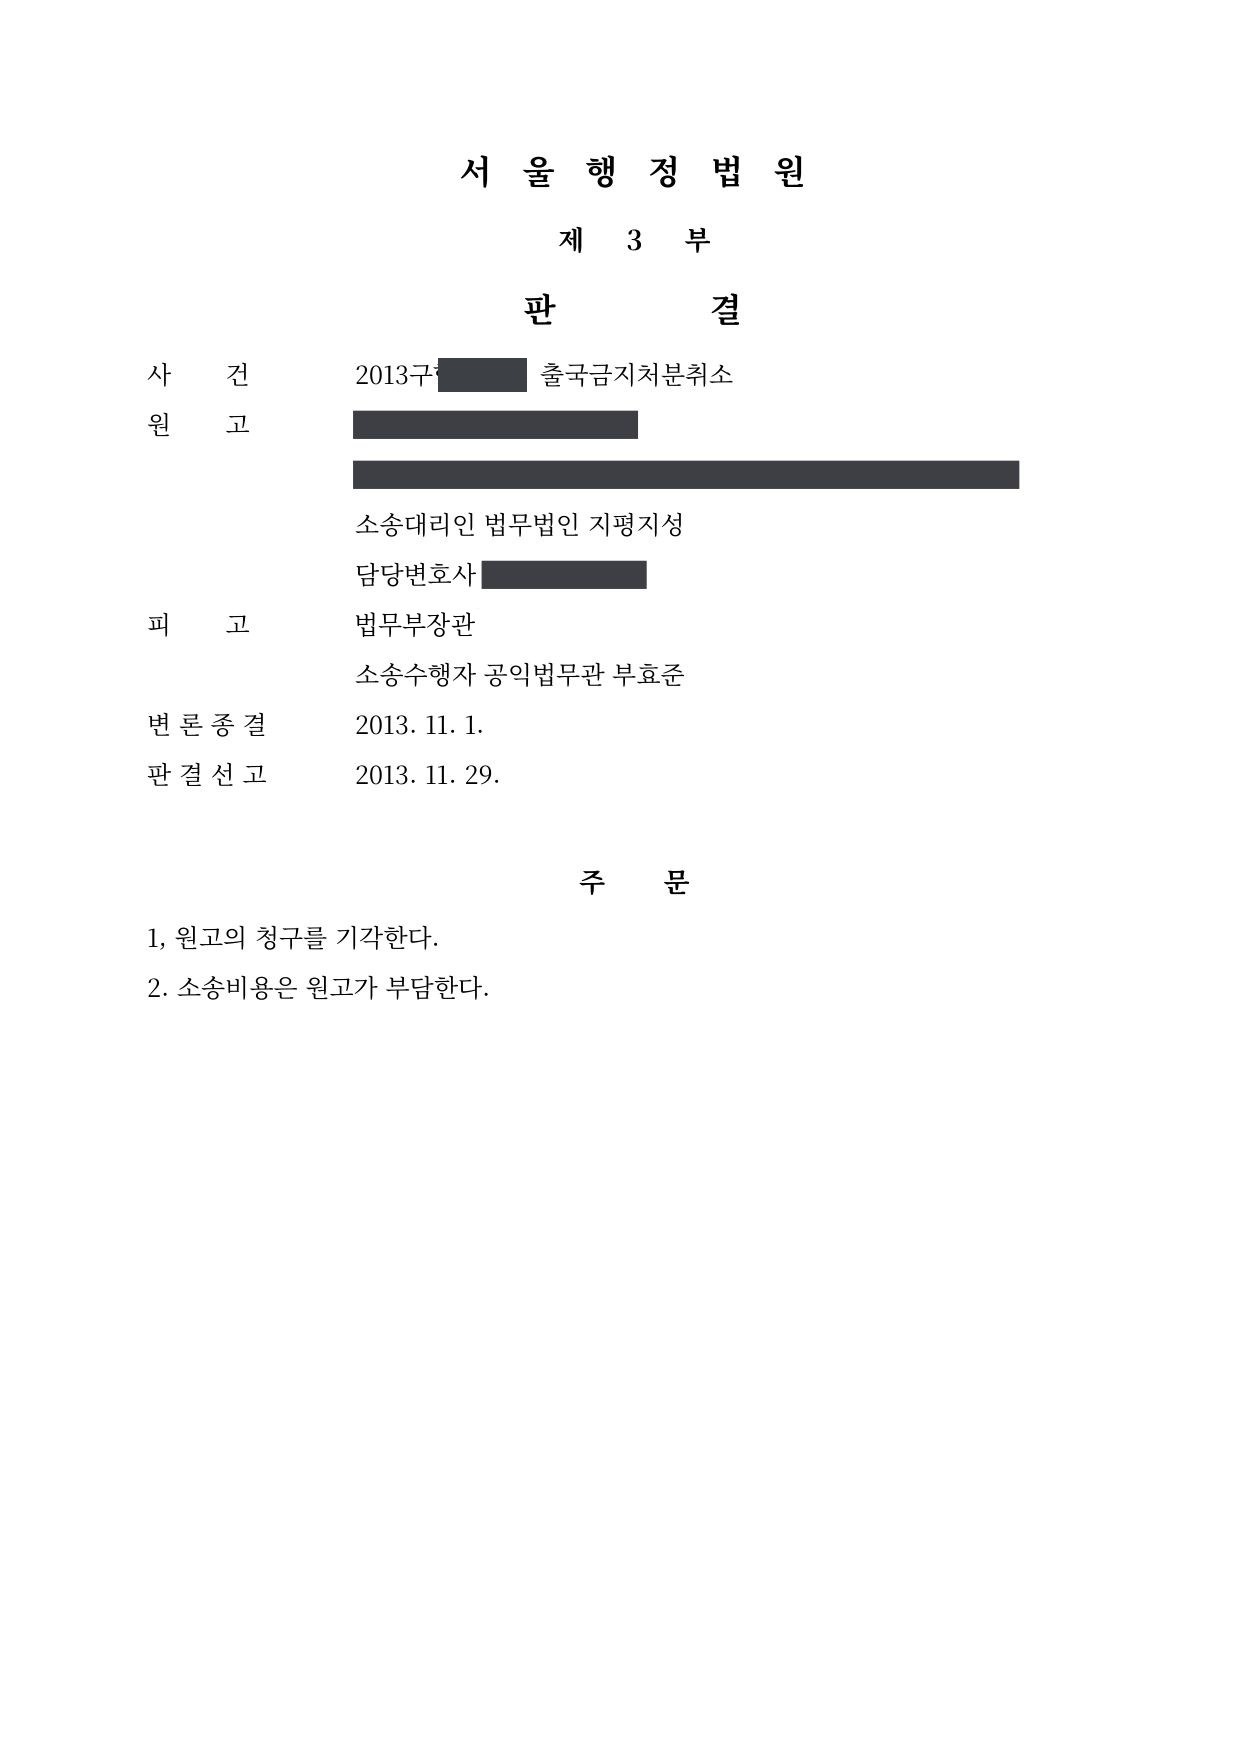 서 울 행 정 법 원
제 3 부
판 결
사 건 2013구 출국금지처분취소
원 고
소송대리인 법무법인 지평지성
담당변호사
피 고 법무부장관
소송수행자 공익법무관 부효준
변 론 종 결 2013. 11. 1.
판 결 선 고 2013. 11. 29.
주 문
1, 원고의 청구를 기각한다.
2. 소송비용은 원고가 부담한다.